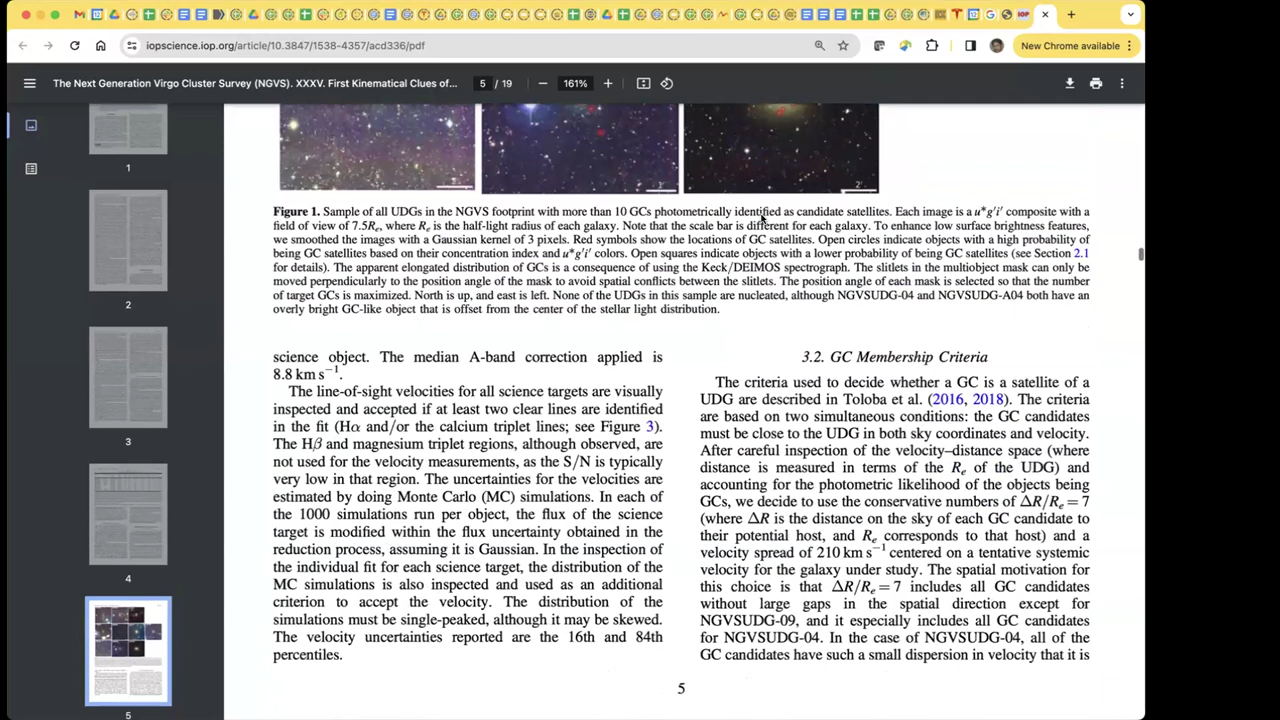 iopscience.iop.org/article/10.3847/1538-4357/acd336/pdf
New Chrome available
The Next Generation Virgo Cluster Survey (NGVS). XXXV. First Kinematical Clues of...
5 / 19
161%
1
2
3
4
5
2'
Figure 1. Sample of all UDGs in the NGVS footprint with more than 10 GCs photometrically identified as candidate satellites. Each image is a u*g'i' composite with a
field of view of 7.5Re, where Re is the half-light radius of each galaxy. Note that the scale bar is different for each galaxy. To enhance low surface brightness features,
we smoothed the images with a Gaussian kernel of 3 pixels. Red symbols show the locations of GC satellites. Open circles indicate objects with a high probability of
being GC satellites based on their concentration index and u*g'i' colors. Open squares indicate objects with a lower probability of being GC satellites (see Section 2.1
for details). The apparent elongated distribution of GCs is a consequence of using the Keck/DEIMOS spectrograph. The slitlets in the multiobject mask can only be
moved perpendicularly to the position angle of the mask to avoid spatial conflicts between the slitlets. The position angle of each mask is selected so that the number
of target GCs is maximized. North is up, and east is left. None of the UDGs in this sample are nucleated, although NGVSUDG-04 and NGVSUDG-A04 both have an
overly bright GC-like object that is offset from the center of the stellar light distribution.
science object. The median A-band correction applied is
8.8 km s−1.
The line-of-sight velocities for all science targets are visually
inspected and accepted if at least two clear lines are identified
in the fit (Hα and/or the calcium triplet lines; see Figure 3).
The Hβ and magnesium triplet regions, although observed, are
not used for the velocity measurements, as the S/N is typically
very low in that region. The uncertainties for the velocities are
estimated by doing Monte Carlo (MC) simulations. In each of
the 1000 simulations run per object, the flux of the science
target is modified within the flux uncertainty obtained in the
reduction process, assuming it is Gaussian. In the inspection of
the individual fit for each science target, the distribution of the
MC simulations is also inspected and used as an additional
criterion to accept the velocity. The distribution of the
simulations must be single-peaked, although it may be skewed.
The velocity uncertainties reported are the 16th and 84th
percentiles.
3.2. GC Membership Criteria
The criteria used to decide whether a GC is a satellite of a
UDG are described in Toloba et al. (2016, 2018). The criteria
are based on two simultaneous conditions: the GC candidates
must be close to the UDG in both sky coordinates and velocity.
After careful inspection of the velocity–distance space (where
distance is measured in terms of the Re of the UDG) and
accounting for the photometric likelihood of the objects being
GCs, we decide to use the conservative numbers of ΔR/Re = 7
(where ΔR is the distance on the sky of each GC candidate to
their potential host, and Re corresponds to that host) and a
velocity spread of 210 km s−1 centered on a tentative systemic
velocity for the galaxy under study. The spatial motivation for
this choice is that ΔR/Re = 7 includes all GC candidates
without large gaps in the spatial direction except for
NGVSUDG-09, and it especially includes all GC candidates
for NGVSUDG-04. In the case of NGVSUDG-04, all of the
GC candidates have such a small dispersion in velocity that it is
5